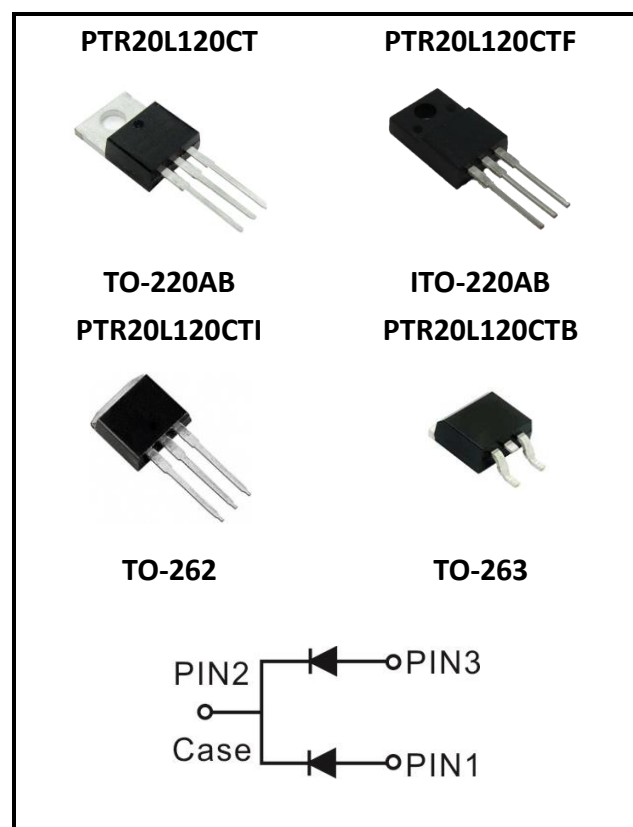 PTR20L120CT PTR20L120CTF
TO-220AB ITO-220AB
PTR20L120CTI PTR20L120CTB
TO-262 TO-263
PIN2 PIN3
Case PIN1